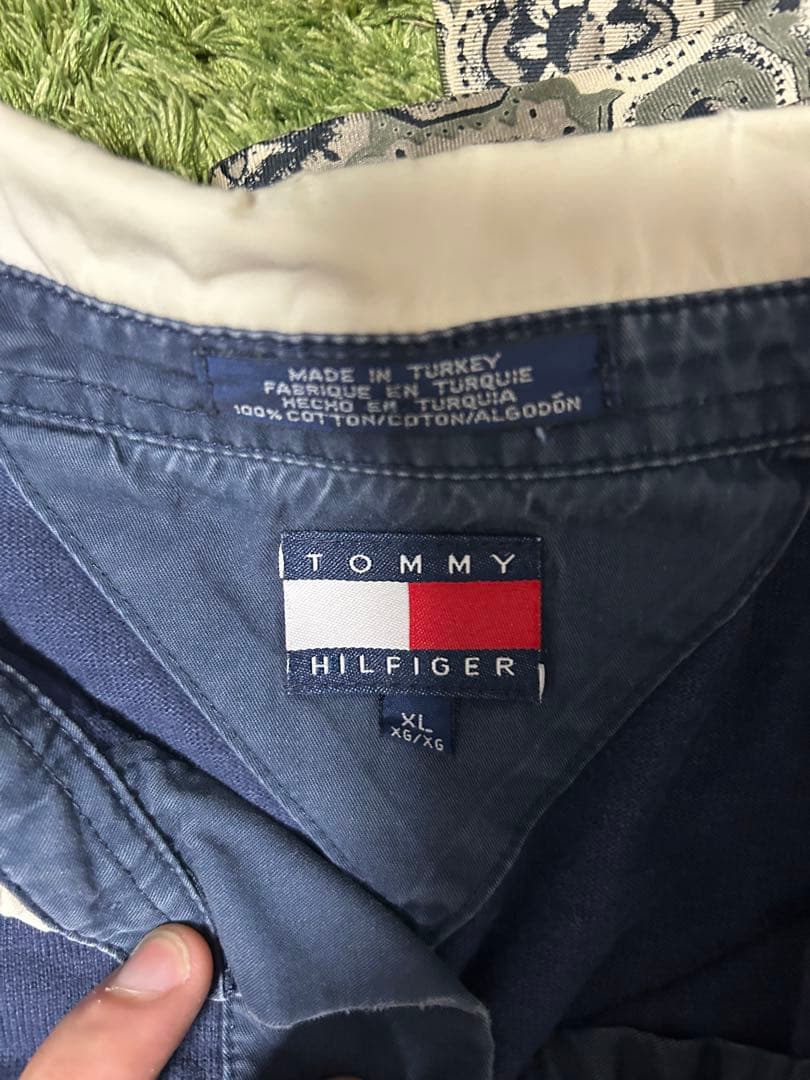 MADE IN TURKEY
FABRIQUE EN TURQUIE
HECHO EN TURQUIA
100% COTTON/COTON/ALGODÓN
TOMMY
HILFIGER
XL
XG/XG